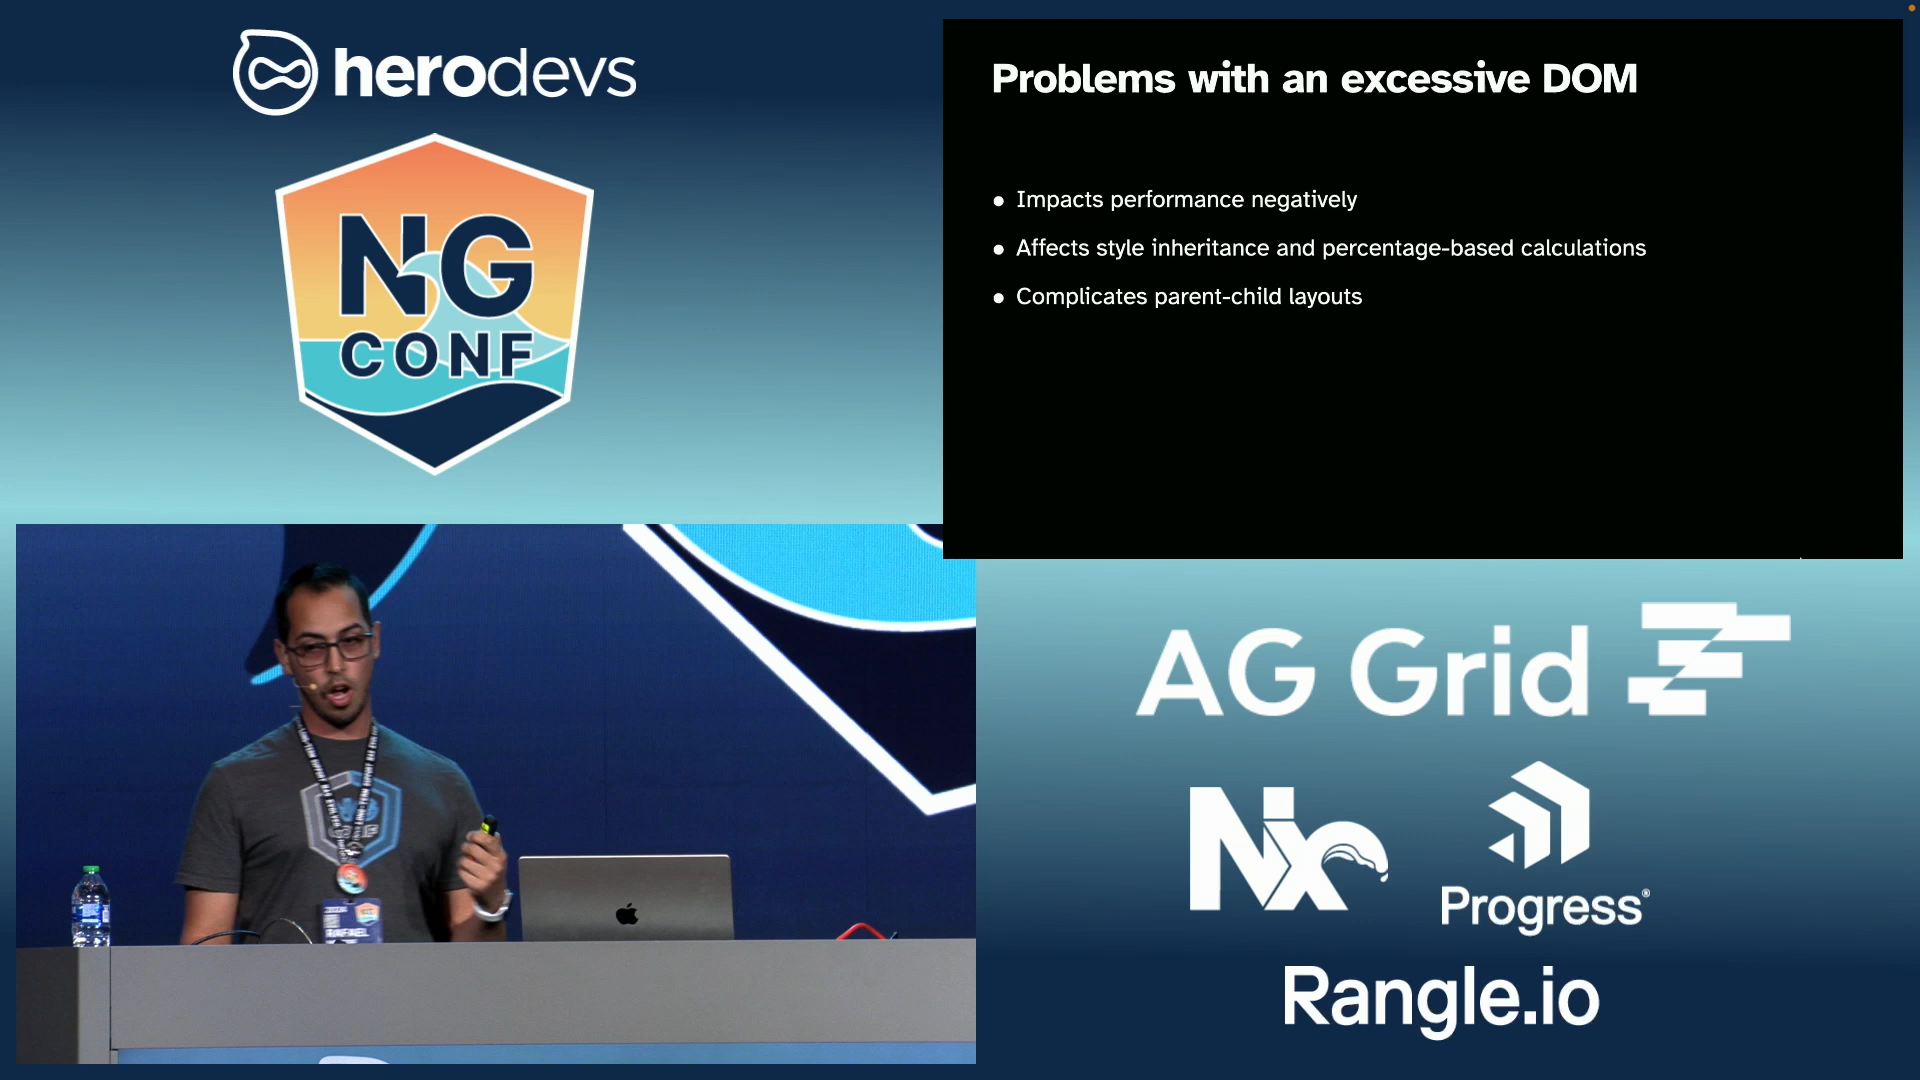 herodevs
NG
CONF
Problems with an excessive DOM
• Impacts performance negatively
• Affects style inheritance and percentage-based calculations
• Complicates parent-child layouts
RAFAEL
AG Grid
Nx
Progress®
Rangle.io